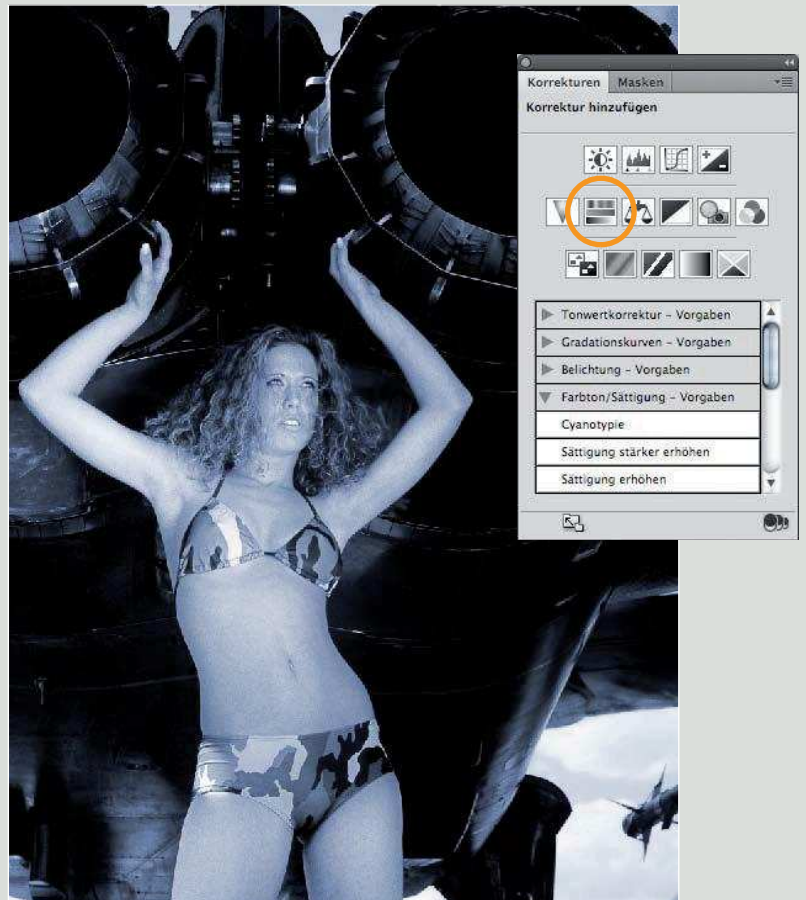 Korrekturen Masken
Korrektur hinzufügen
Tonwertkorrektur – Vorgaben
Gradationskurven – Vorgaben
Belichtung – Vorgaben
Farbton/Sättigung – Vorgaben
Cyanotypie
Sättigung stärker erhöhen
Sättigung erhöhen